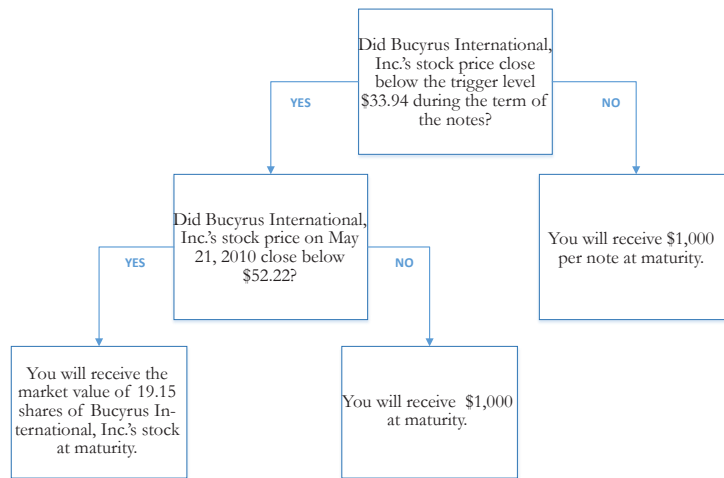 Did Bucyrus International,
Inc.'s stock price close
below the trigger level
$33.94 during the term of
the notes?
YES
NO
Did Bucyrus International,
Inc.'s stock price on May
21, 2010 close below
$52.22?
You will receive $1,000
per note at maturity.
YES
NO
You will receive the
market value of 19.15
shares of Bucyrus In-
ternational, Inc.'s stock
at maturity.
You will receive $1,000
at maturity.